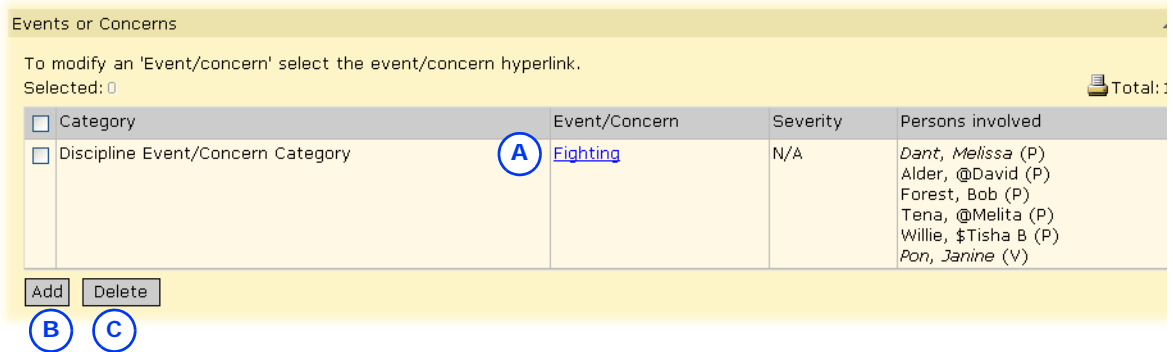 Events or Concerns
To modify an 'Event/concern' select the event/concern hyperlink.
Selected: 0
Total: 1
Category Event/Concern Severity Persons involved
Discipline Event/Concern Category A Fighting N/A Dant, Melissa (P)
Alder, @David (P)
Forest, Bob (P)
Tena, @Melita (P)
Willie, $Tisha B (P)
Pon, Janine (V)
Add Delete
B C